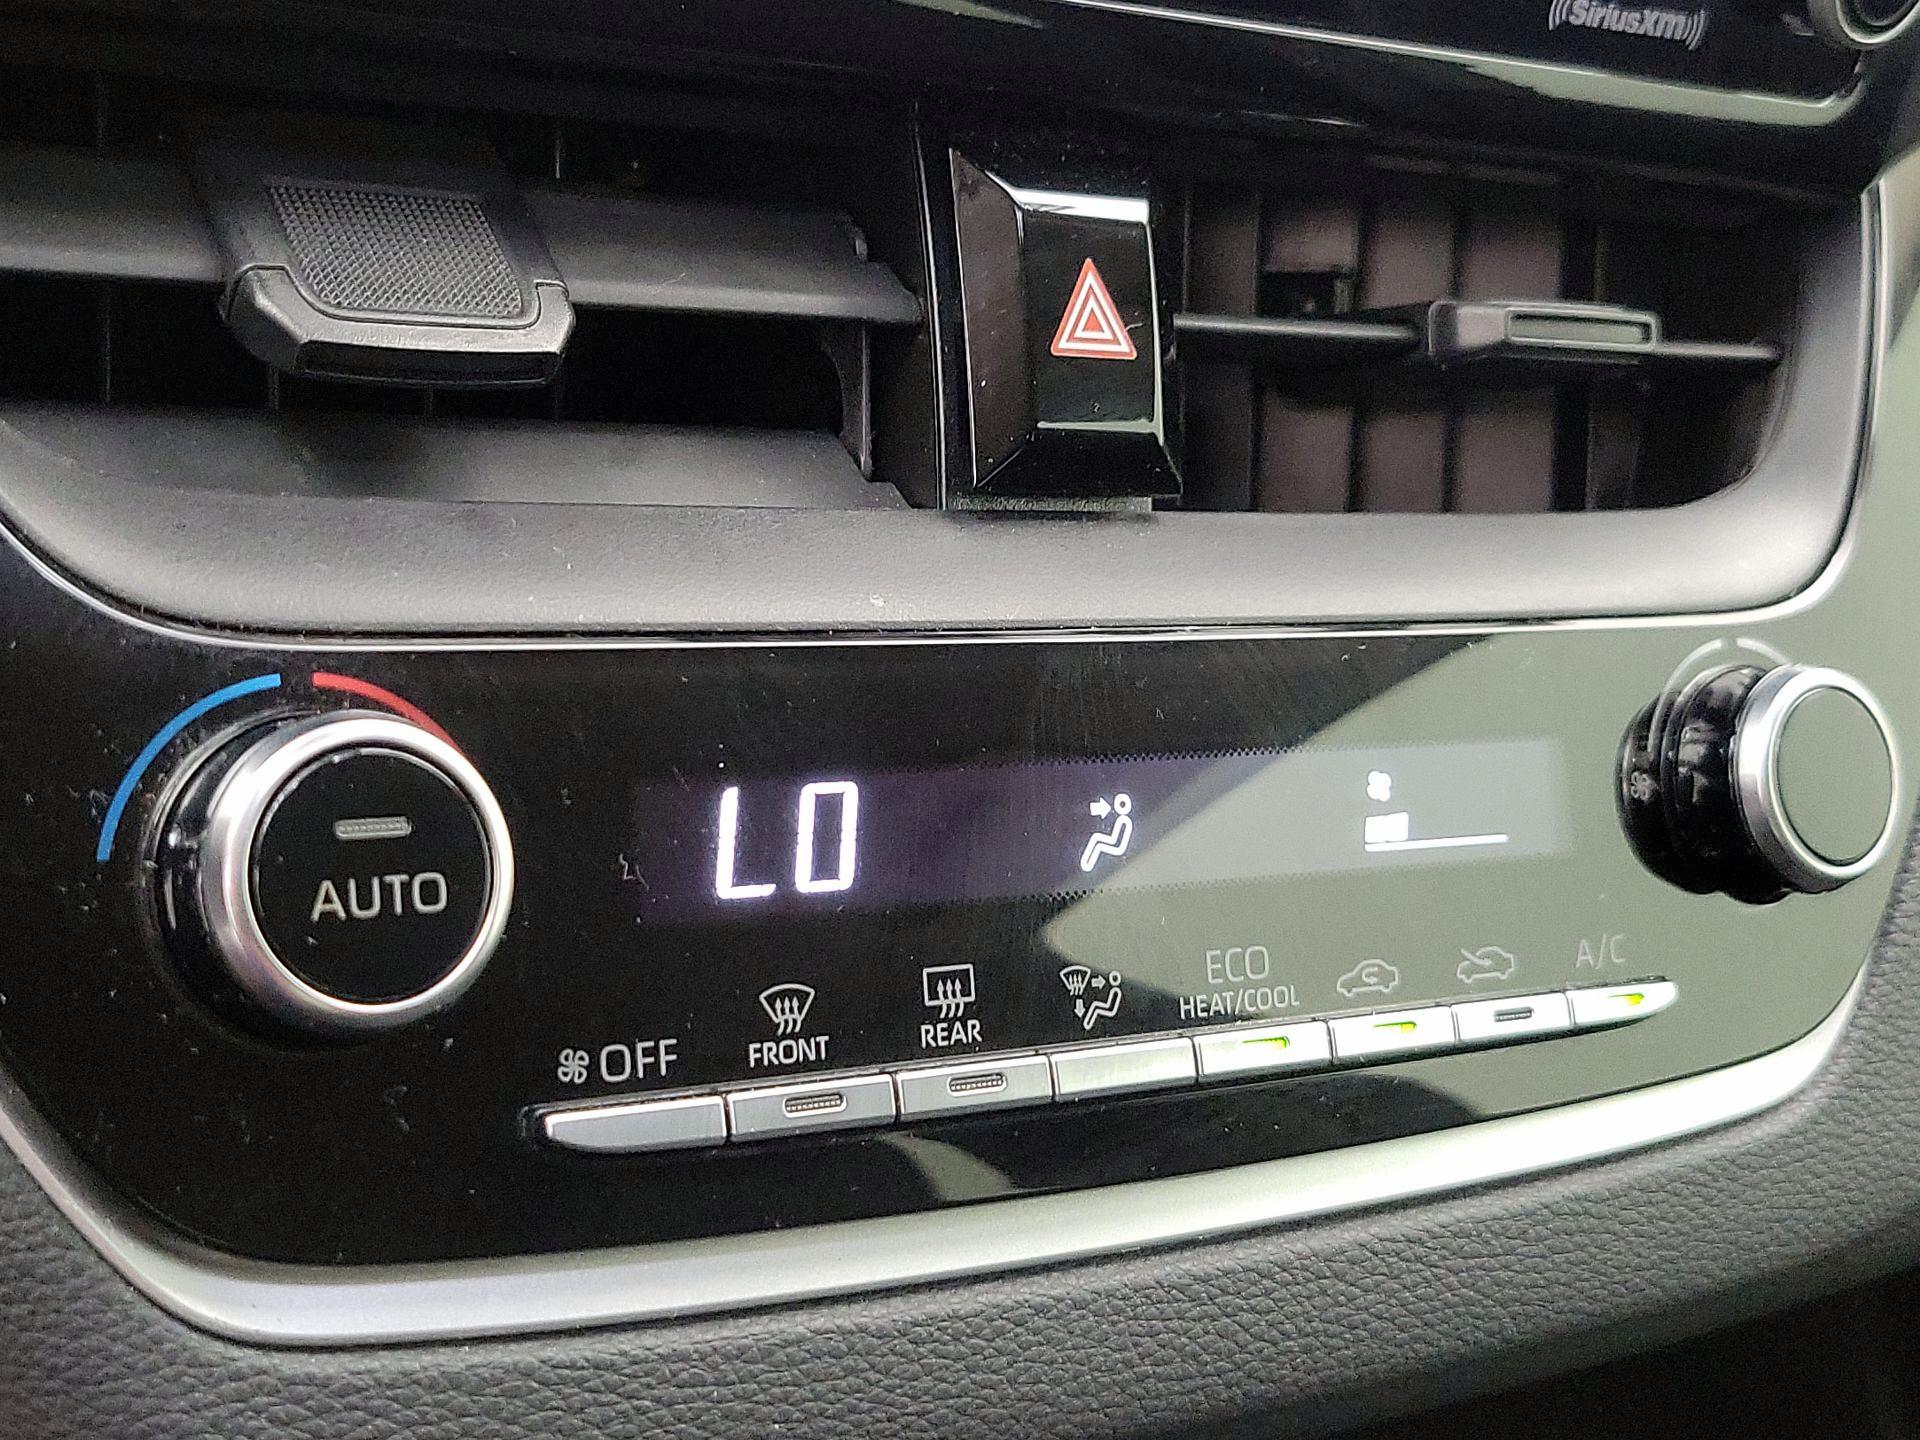 SiriusXM
LO
AUTO
OFF
FRONT
REAR
ECO
HEAT/COOL
A/C